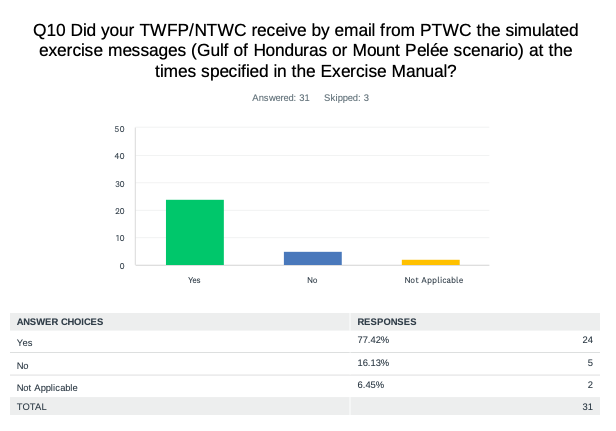 Q10 Did your TWFP/NTWC receive by email from PTWC the simulated
exercise messages (Gulf of Honduras or Mount Pelée scenario) at the
times specified in the Exercise Manual?
Answered: 31 Skipped: 3
50
40
30
20
10
0
Yes No Not Applicable
ANSWER CHOICES RESPONSES
Yes 77.42% 24
No 16.13% 5
Not Applicable 6.45% 2
TOTAL 31